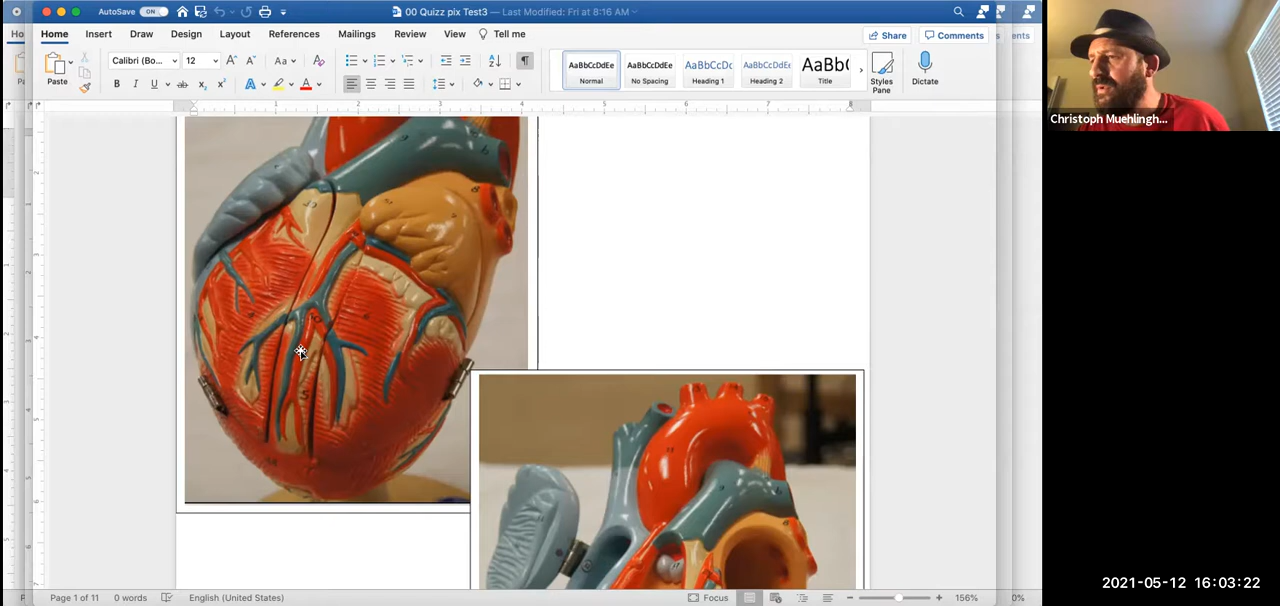 AutoSave ON 00 Quizz pix Test3 — Last Modified: Fri at 8:16 AM
Home Insert Draw Design Layout References Mailings Review View Tell me Share Comments
Calibri (Bo... 12
Paste
AaBbCcDdEe AaBbCcDdEe AaBbCcDc AaBbCcDdEe AaBb(
Normal No Spacing Heading 1 Heading 2 Title Styles Pane Dictate
Christoph Muehlingh...
Page 1 of 11 0 words English (United States) Focus 156%
2021-05-12 16:03:22